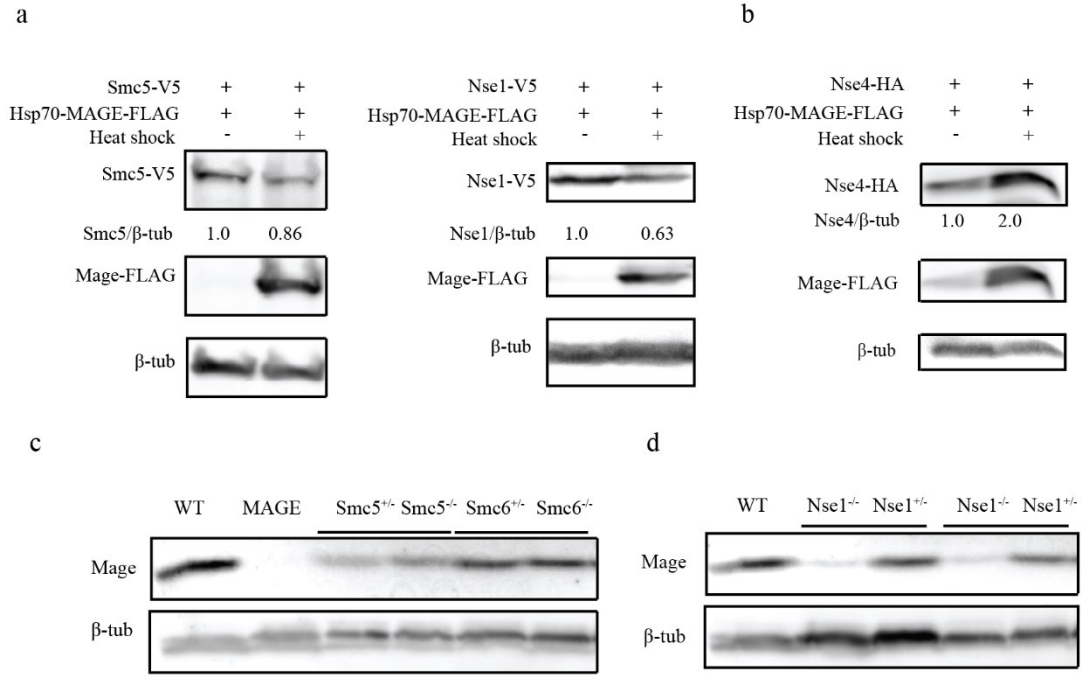 a
Smc5-V5 + +
Hsp70-MAGE-FLAG + +
Heat shock - +
Smc5-V5
Smc5/β-tub 1.0 0.86
Mage-FLAG
β-tub
Nse1-V5 + +
Hsp70-MAGE-FLAG + +
Heat shock - +
Nse1-V5
Nse1/β-tub 1.0 0.63
Mage-FLAG
β-tub
b
Nse4-HA + +
Hsp70-MAGE-FLAG + +
Heat shock - +
Nse4-HA
Nse4/β-tub 1.0 2.0
Mage-FLAG
β-tub
c
WT MAGE Smc5+/- Smc5-/- Smc6+/- Smc6-/-
Mage
β-tub
d
WT Nse1-/- Nse1+/- Nse1-/- Nse1+/-
Mage
β-tub